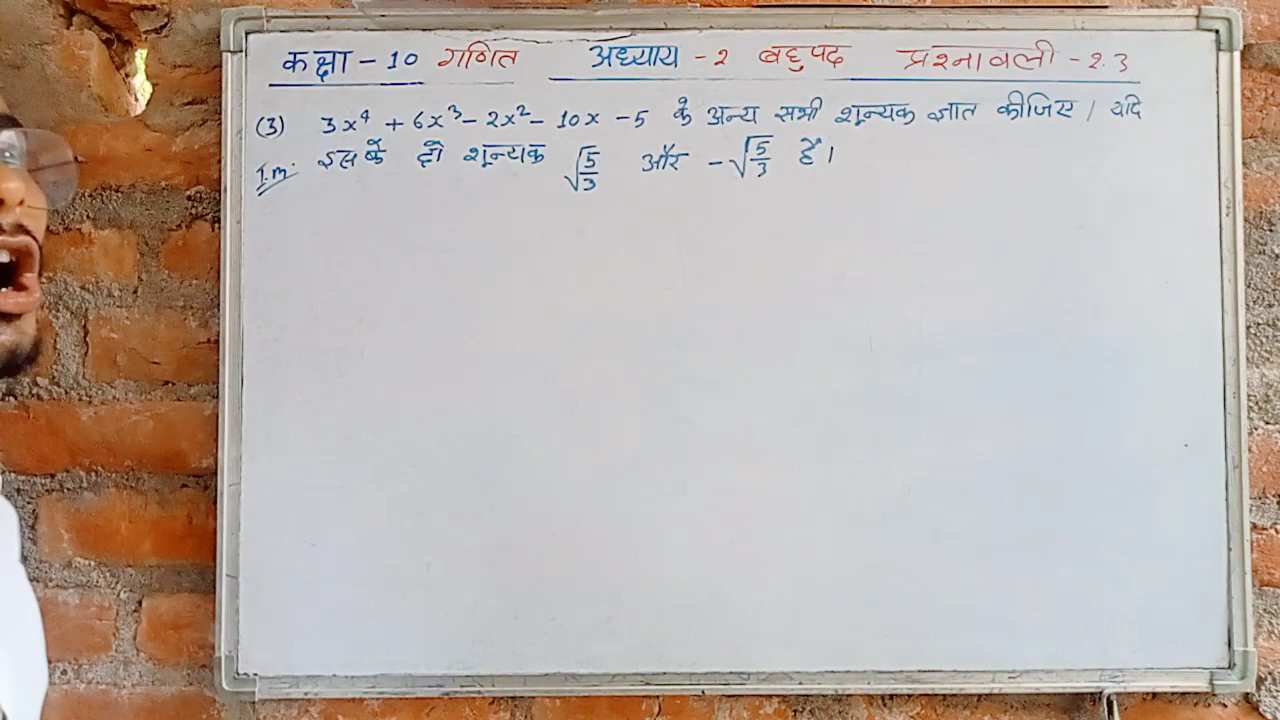 कक्षा - 10 गणित अध्याय - 2 बहुपद प्रश्नावली - 2.3
(3) 3x⁴ + 6x³ - 2x² - 10x - 5 के अन्य सभी शून्यक ज्ञात कीजिए / यदि
I.m. इसके दो शून्यक √5/3 और -√5/3 हैं।